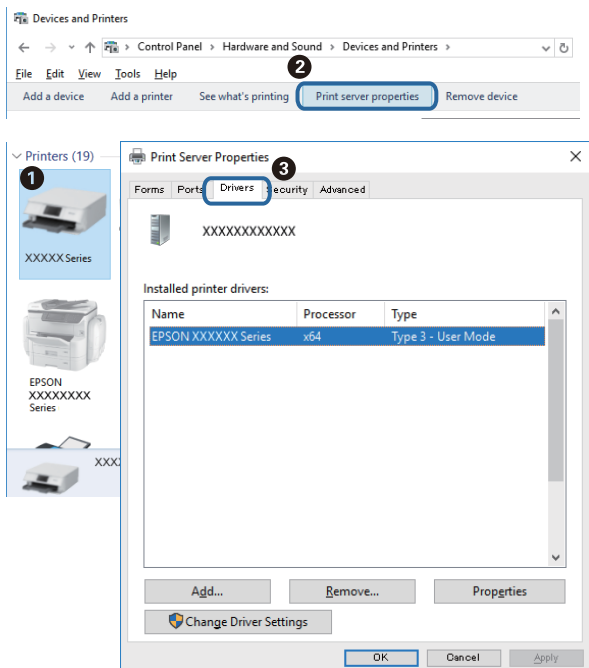 Devices and Printers
Control Panel > Hardware and Sound > Devices and Printers >
2
File Edit View Tools Help
Add a device Add a printer See what's printing Print server properties Remove device
Printers (19)
1
XXXXX Series
EPSON
XXXXXXXX
Series
XXX
Print Server Properties
3
Forms Ports Drivers Security Advanced
XXXXXXXXXXXX
Installed printer drivers:
Name Processor Type
EPSON XXXXXX Series x64 Type 3 - User Mode
Add... Remove... Properties
Change Driver Settings
OK Cancel Apply